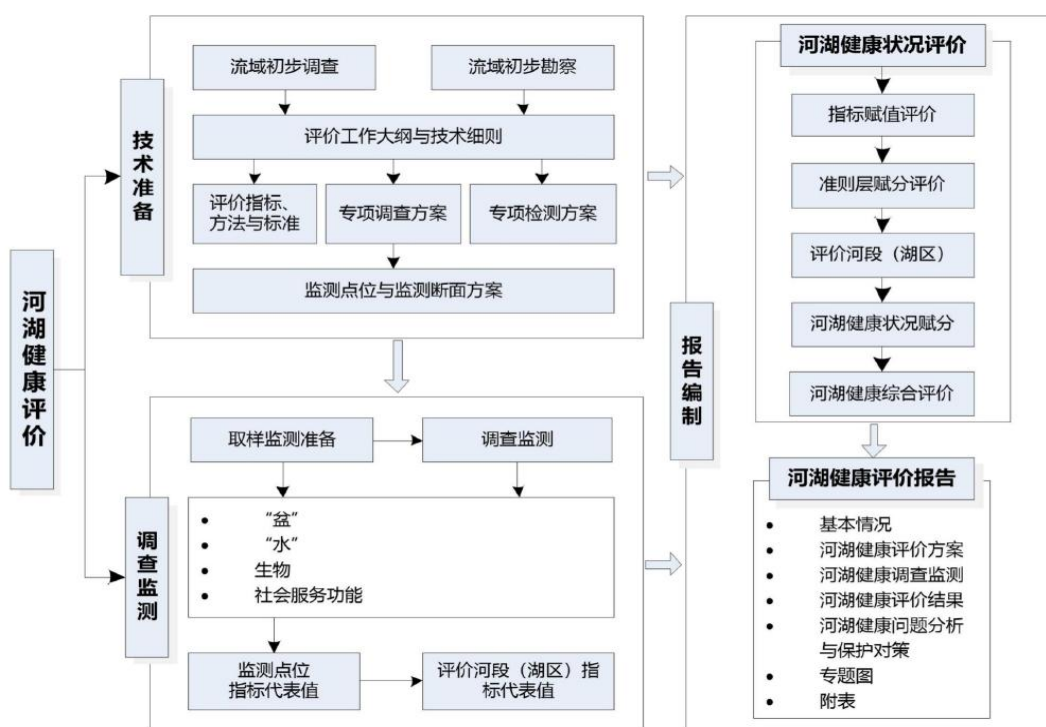 河湖健康评价
技术准备
流域初步调查
流域初步勘察
评价工作大纲与技术细则
评价指标、
方法与标准
专项调查方案
专项检测方案
监测点位与监测断面方案
调查监测
取样监测准备
调查监测
• “盆”
• “水”
• 生物
• 社会服务功能
监测点位
指标代表值
评价河段（湖区）指
标代表值
报告编制
河湖健康状况评价
指标赋值评价
准则层赋分评价
评价河段（湖区）
河湖健康状况赋分
河湖健康综合评价
河湖健康评价报告
• 基本情况
• 河湖健康评价方案
• 河湖健康调查监测
• 河湖健康评价结果
• 河湖健康问题分析
与保护对策
• 专题图
• 附表